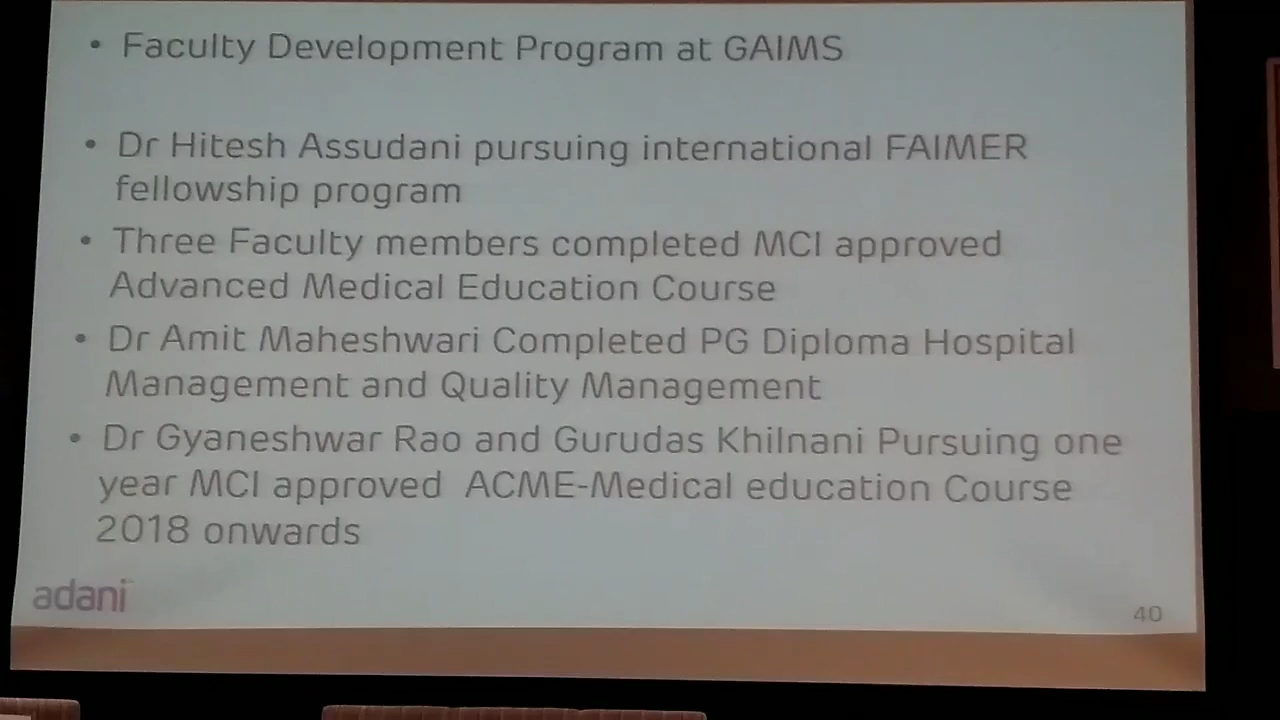 • Faculty Development Program at GAIMS
• Dr Hitesh Assudani pursuing international FAIMER
fellowship program
• Three Faculty members completed MCI approved
Advanced Medical Education Course
• Dr Amit Maheshwari Completed PG Diploma Hospital
Management and Quality Management
• Dr Gyaneshwar Rao and Gurudas Khilnani Pursuing one
year MCI approved ACME-Medical education Course
2018 onwards
adani
40